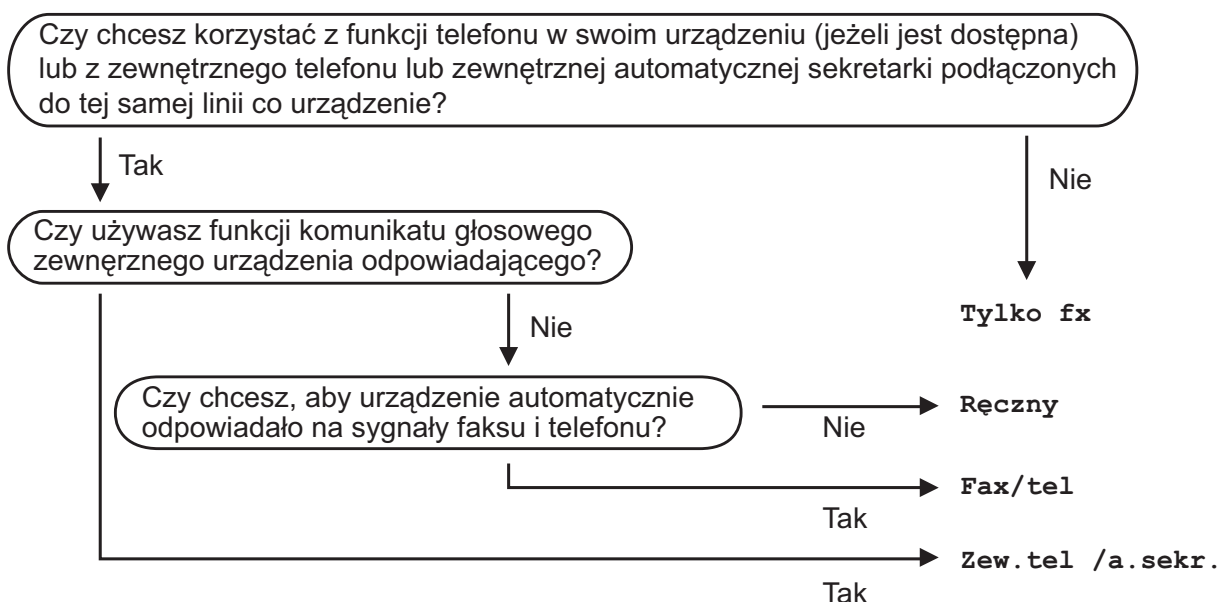 Czy chcesz korzystać z funkcji telefonu w swoim urządzeniu (jeżeli jest dostępna)
lub z zewnętrznego telefonu lub zewnętrznej automatycznej sekretarki podłączonych
do tej samej linii co urządzenie?
Tak
Nie
Czy używasz funkcji komunikatu głosowego
zewnęrznego urządzenia odpowiadającego?
Tylko fx
Nie
Czy chcesz, aby urządzenie automatycznie
odpowiadało na sygnały faksu i telefonu?
Nie
Ręczny
Fax/tel
Tak
Zew.tel /a.sekr.
Tak